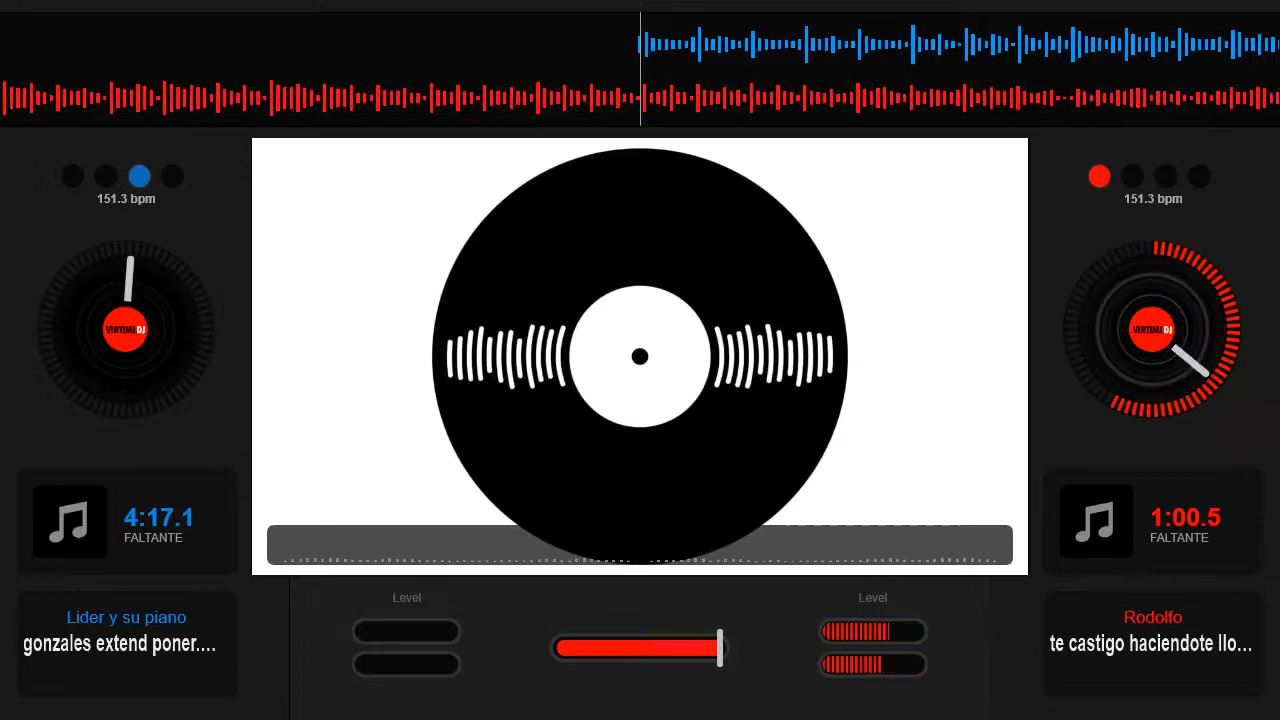 151.3 bpm
151.3 bpm
VIRTUALDJ
VIRTUALDJ
4:17.1
FALTANTE
1:00.5
FALTANTE
Level
Level
Lider y su piano
gonzales extend poner....
Rodolfo
te castigo haciendote llo...